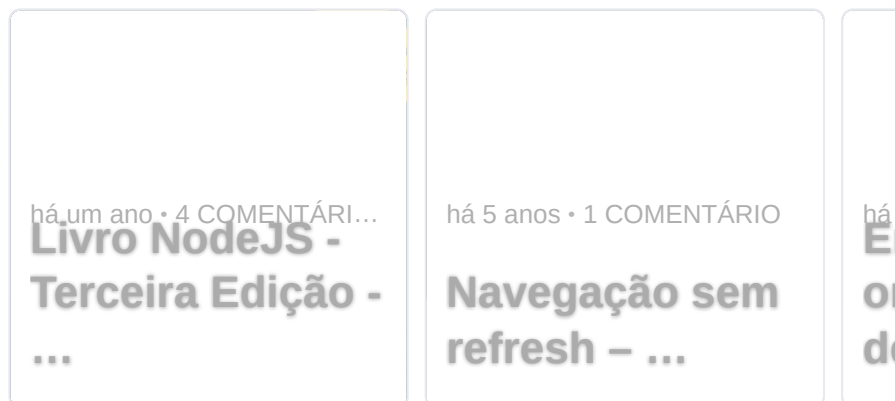 há um ano • 4 COMENTÁRI…
Livro NodeJS -
Terceira Edição -
…
há 5 anos • 1 COMENTÁRIO
Navegação sem
refresh – …
há